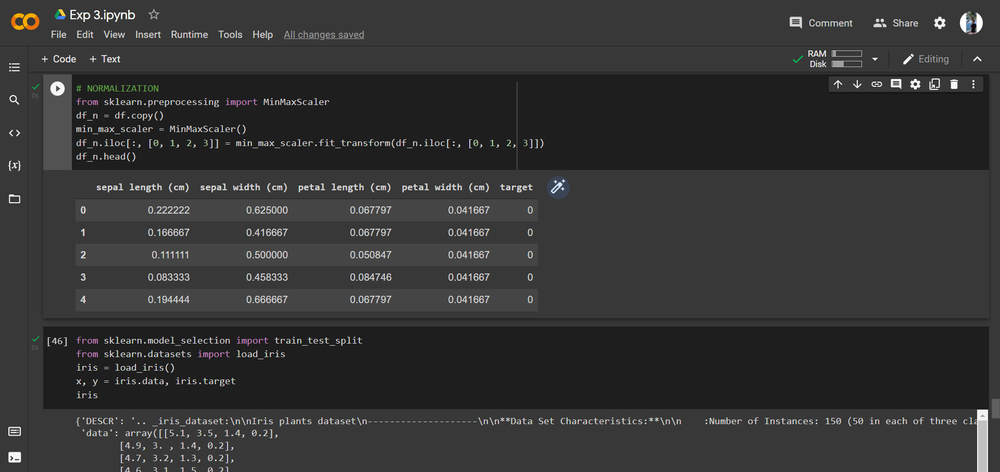 Exp 3.ipynb
File Edit View Insert Runtime Tools Help All changes saved
Comment Share
+ Code + Text
RAM
Disk
Editing
0s
# NORMALIZATION
from sklearn.preprocessing import MinMaxScaler
df_n = df.copy()
min_max_scaler = MinMaxScaler()
df_n.iloc[:, [0, 1, 2, 3]] = min_max_scaler.fit_transform(df_n.iloc[:, [0, 1, 2, 3]])
df_n.head()
sepal length (cm) sepal width (cm) petal length (cm) petal width (cm) target
0 0.222222 0.625000 0.067797 0.041667 0
1 0.166667 0.416667 0.067797 0.041667 0
2 0.111111 0.500000 0.050847 0.041667 0
3 0.083333 0.458333 0.084746 0.041667 0
4 0.194444 0.666667 0.067797 0.041667 0
0s
[46] from sklearn.model_selection import train_test_split
from sklearn.datasets import load_iris
iris = load_iris()
x, y = iris.data, iris.target
iris
{'DESCR': '.. _iris_dataset:\n\nIris plants dataset\n--------------------\n\n**Data Set Characteristics:**\n\n    :Number of Instances: 150 (50 in each of three cla
'data': array([[5.1, 3.5, 1.4, 0.2],
[4.9, 3. , 1.4, 0.2],
[4.7, 3.2, 1.3, 0.2],
[4.6, 3.1, 1.5, 0.2]
{x}